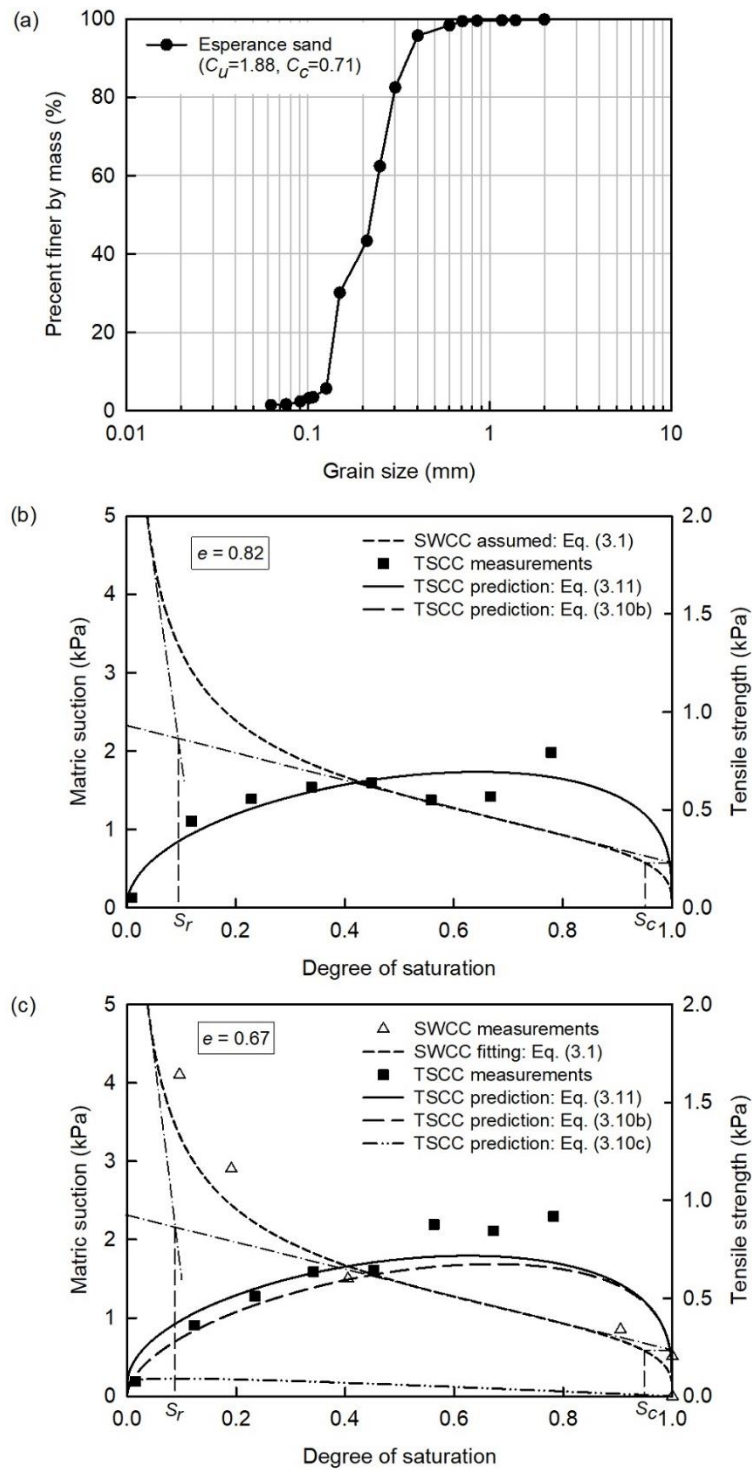 (a)
100
80
60
40
20
0
Precent finer by mass (%)
Esperance sand
(Cu=1.88, Cc=0.71)
0.01 0.1 1 10
Grain size (mm)
(b)
5
4
3
2
1
0
Matric suction (kPa)
e = 0.82
SWCC assumed: Eq. (3.1)
TSCC measurements
TSCC prediction: Eq. (3.11)
TSCC prediction: Eq. (3.10b)
2.0
1.5
1.0
0.5
0.0
Tensile strength (kPa)
0.0 Sr 0.2 0.4 0.6 0.8 Sc 1.0
Degree of saturation
(c)
5
4
3
2
1
0
Matric suction (kPa)
e = 0.67
SWCC measurements
SWCC fitting: Eq. (3.1)
TSCC measurements
TSCC prediction: Eq. (3.11)
TSCC prediction: Eq. (3.10b)
TSCC prediction: Eq. (3.10c)
2.0
1.5
1.0
0.5
0.0
Tensile strength (kPa)
0.0 Sr 0.2 0.4 0.6 0.8 Sc 1.0
Degree of saturation